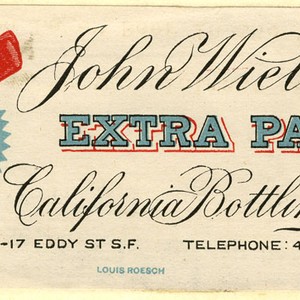 John Wiel
EXTRA PA
California Bottlin
-17 EDDY ST S.F. TELEPHONE: 4
LOUIS ROESCH